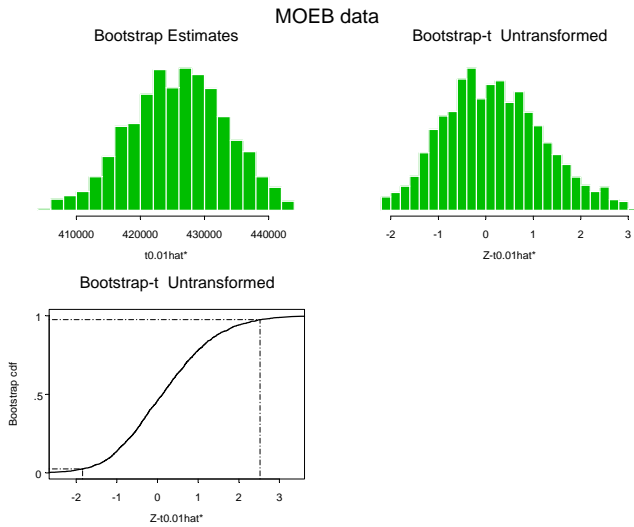 MOEB data
Bootstrap Estimates
410000 420000 430000 440000
t0.01hat*
Bootstrap-t Untransformed
-2 -1 0 1 2 3
Z-t0.01hat*
Bootstrap-t Untransformed
Bootstrap cdf
1
.5
0
-2 -1 0 1 2 3
Z-t0.01hat*